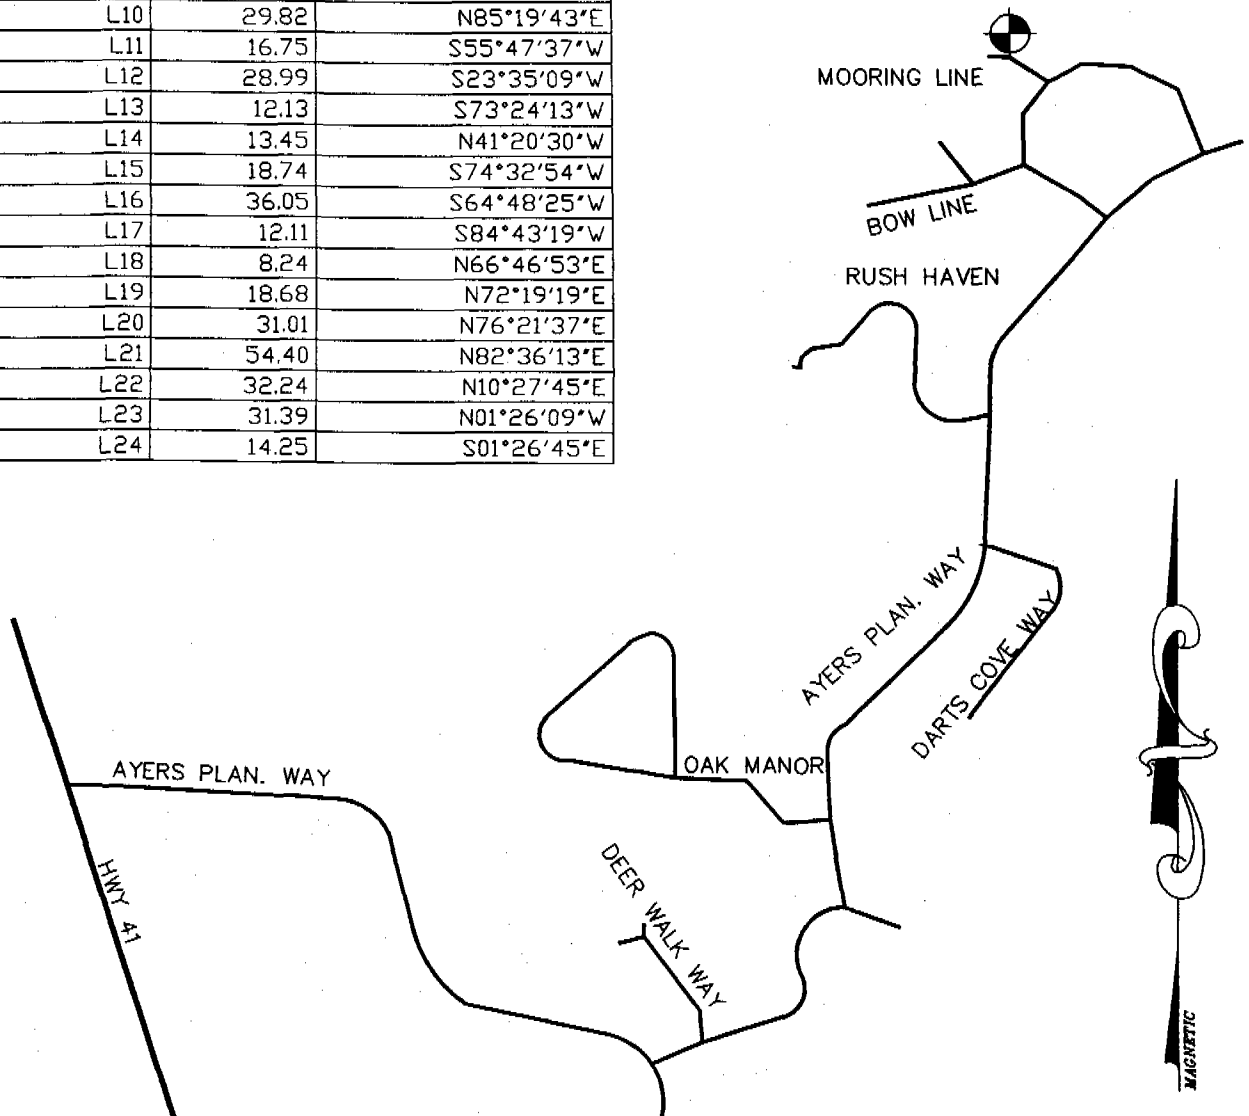 L10 29.82 N85°19'43"E
L11 16.75 S55°47'37"W
L12 28.99 S23°35'09"W
L13 12.13 S73°24'13"W
L14 13.45 N41°20'30"W
L15 18.74 S74°32'54"W
L16 36.05 S64°48'25"W
L17 12.11 S84°43'19"W
L18 8.24 N66°46'53"E
L19 18.68 N72°19'19"E
L20 31.01 N76°21'37"E
L21 54.40 N82°36'13"E
L22 32.24 N10°27'45"E
L23 31.39 N01°26'09"W
L24 14.25 S01°26'45"E
MOORING LINE
BOW LINE
RUSH HAVEN
AYERS PLAN. WAY
DARTS COVE WAY
OAK MANOR
AYERS PLAN. WAY
HWY 41
DEER WALK WAY
MAGNETIC